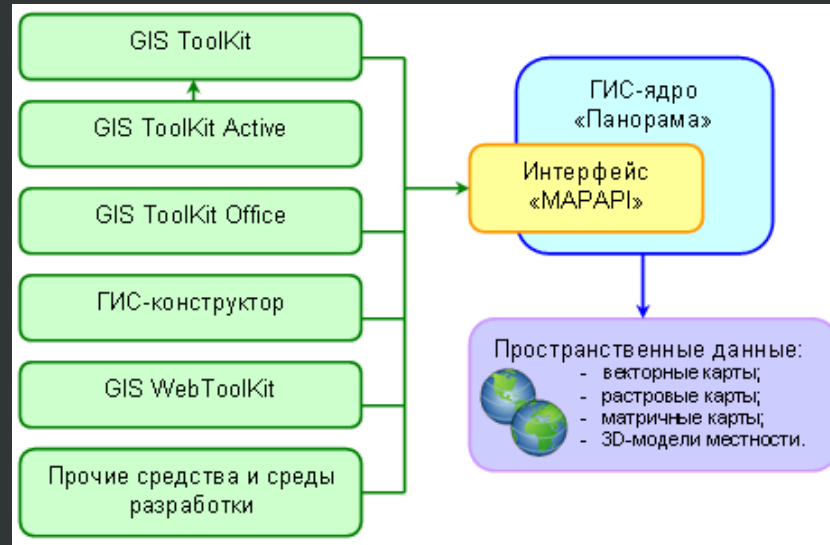 GIS ToolKit
GIS ToolKit Active
GIS ToolKit Office
ГИС-конструктор
GIS WebToolKit
Прочие средства и среды
разработки
ГИС-ядро
«Панорама»
Интерфейс
«MAPAPI»
Пространственные данные:
- векторные карты;
- растровые карты;
- матричные карты;
- 3D-модели местности.